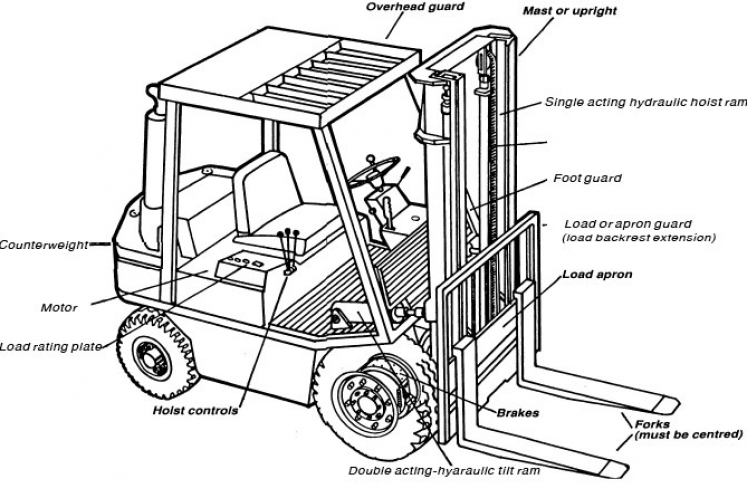 Overhead guard
Mast or upright
Single acting hydraulic hoist ram
Foot guard
Load or apron guard
(load backrest extension)
Counterweight
Load apron
Motor
Load rating plate
Hoist controls
Brakes
Forks
(must be centred)
Double acting-hyaraulic tilt ram